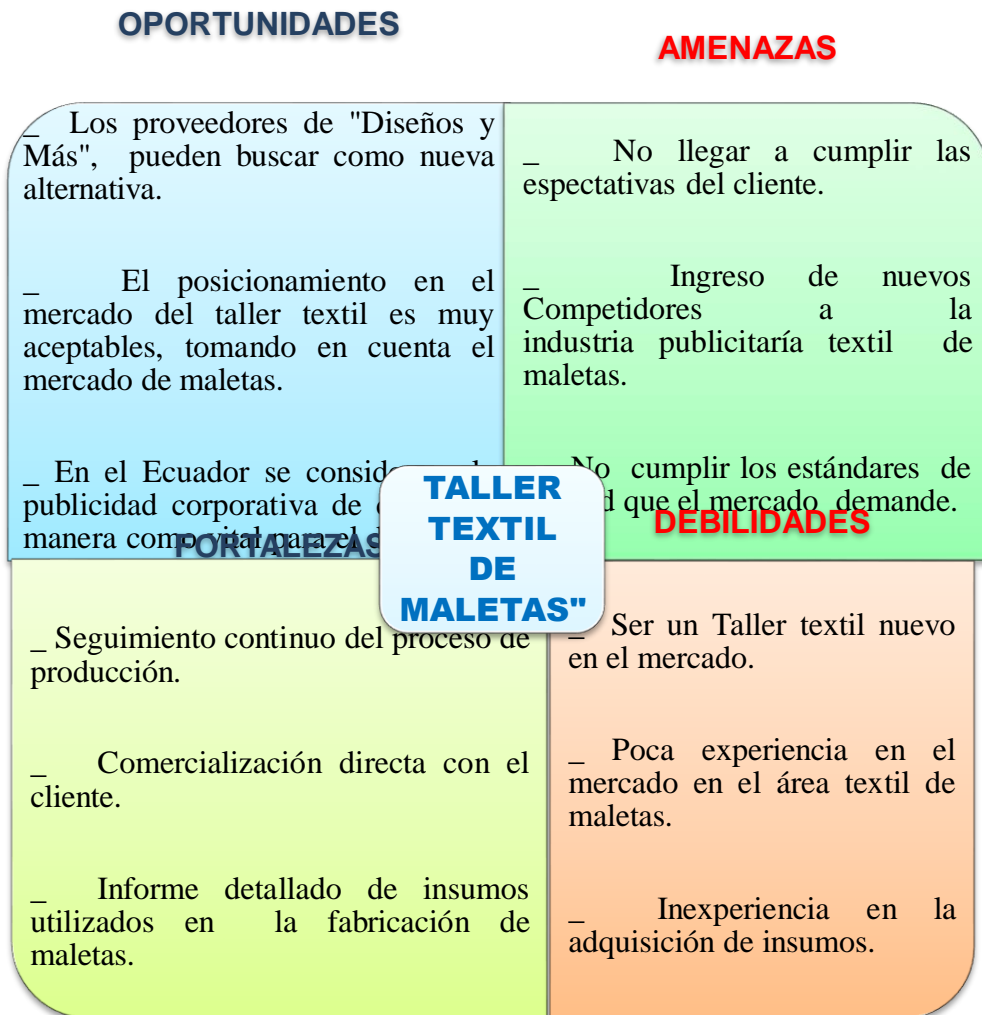 OPORTUNIDADES
_ Los proveedores de "Diseños y
Más", pueden buscar como nueva
alternativa.
_ El posicionamiento en el
mercado del taller textil es muy
aceptables, tomando en cuenta el
mercado de maletas.
_ En el Ecuador se
publicidad corporativa de
manera como vital para el
AMENAZAS
_ No llegar a cumplir las
espectativas del cliente.
_ Ingreso de nuevos
Competidores a la
industria publicitaría textil de
maletas.
No cumplir los estándares de
que el mercado demande.
TALLER
TEXTIL
DE
MALETAS"
FORTALEZAS
_ Seguimiento continuo del proceso de
producción.
_ Comercialización directa con el
cliente.
_ Informe detallado de insumos
utilizados en la fabricación de
maletas.
DEBILIDADES
_ Ser un Taller textil nuevo
en el mercado.
_ Poca experiencia en el
mercado en el área textil de
maletas.
_ Inexperiencia en la
adquisición de insumos.